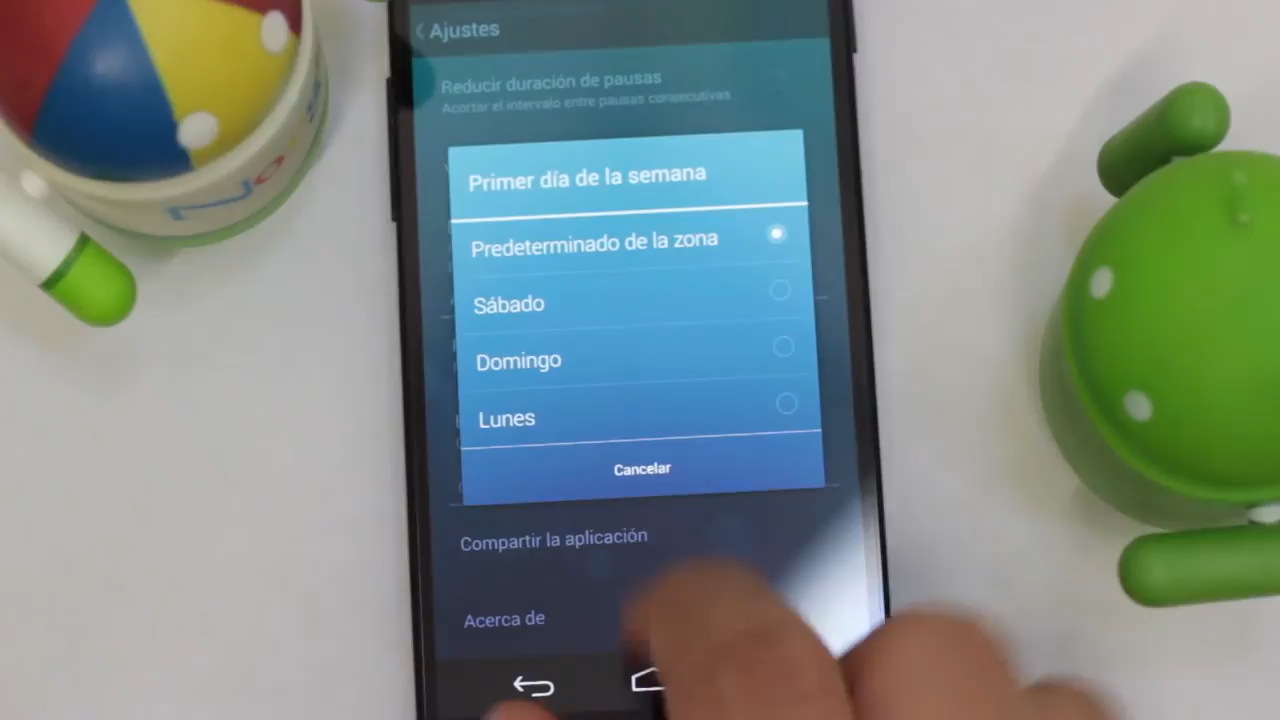 Ajustes
Reducir duración de pausas
Acortar el intervalo entre pausas consecutivas
Primer día de la semana
Predeterminado de la zona
Sábado
Domingo
Lunes
Cancelar
Compartir la aplicación
Acerca de